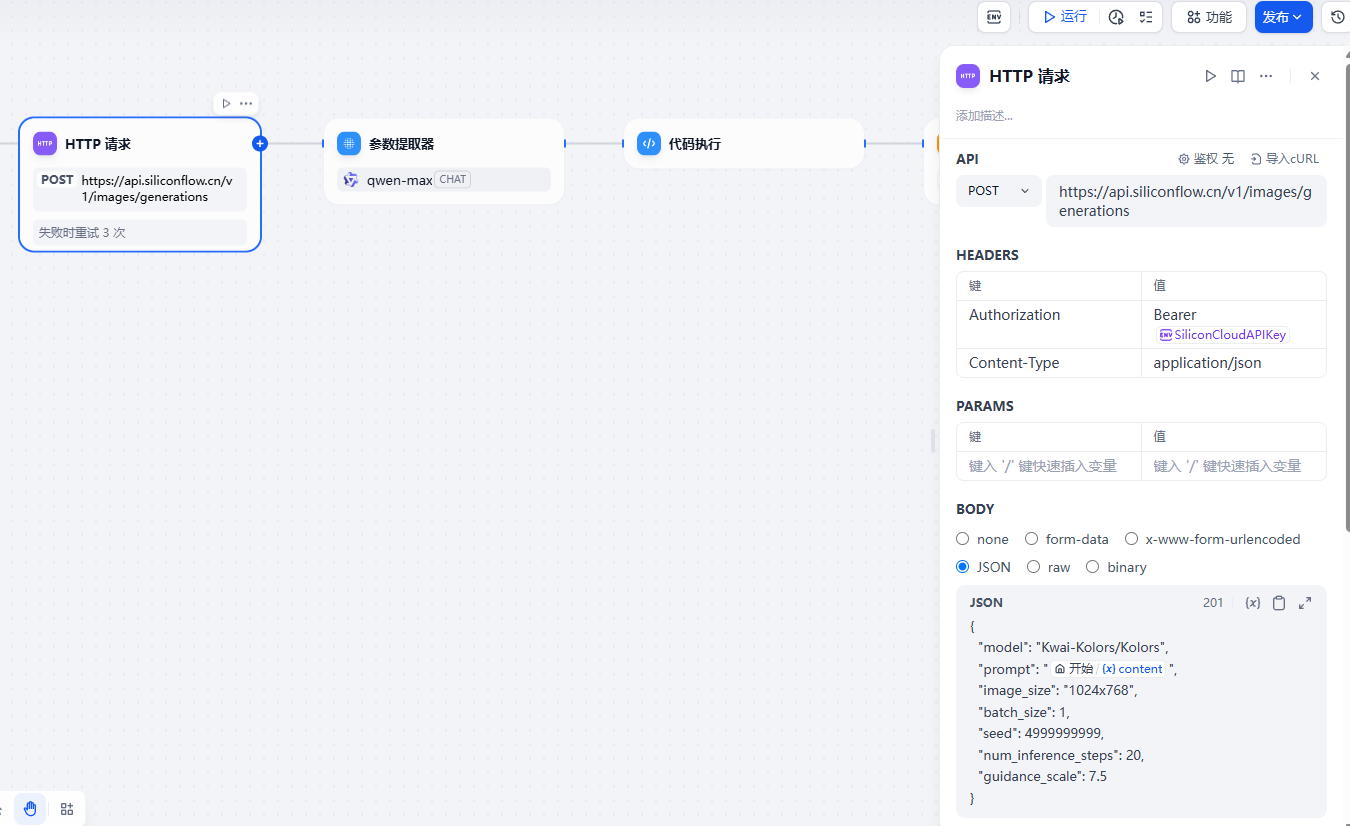 ENV
运行
功能
发布
HTTP
HTTP 请求
POST
https://api.siliconflow.cn/v
1/images/generations
失败时重试 3 次
参数提取器
qwen-max
CHAT
代码执行
HTTP
HTTP 请求
添加描述...
API
鉴权 无
导入cURL
POST
https://api.siliconflow.cn/v1/images/g
enerations
HEADERS
键
值
Authorization
Bearer
ENV SiliconCloudAPIKey
Content-Type
application/json
PARAMS
键
值
键入 '/' 键快速插入变量
键入 '/' 键快速插入变量
BODY
none
form-data
x-www-form-urlencoded
JSON
raw
binary
JSON
201
{x}
{
"model": "Kwai-Kolors/Kolors",
"prompt": " 开始 / {x} content ",
"image_size": "1024x768",
"batch_size": 1,
"seed": 4999999999,
"num_inference_steps": 20,
"guidance_scale": 7.5
}